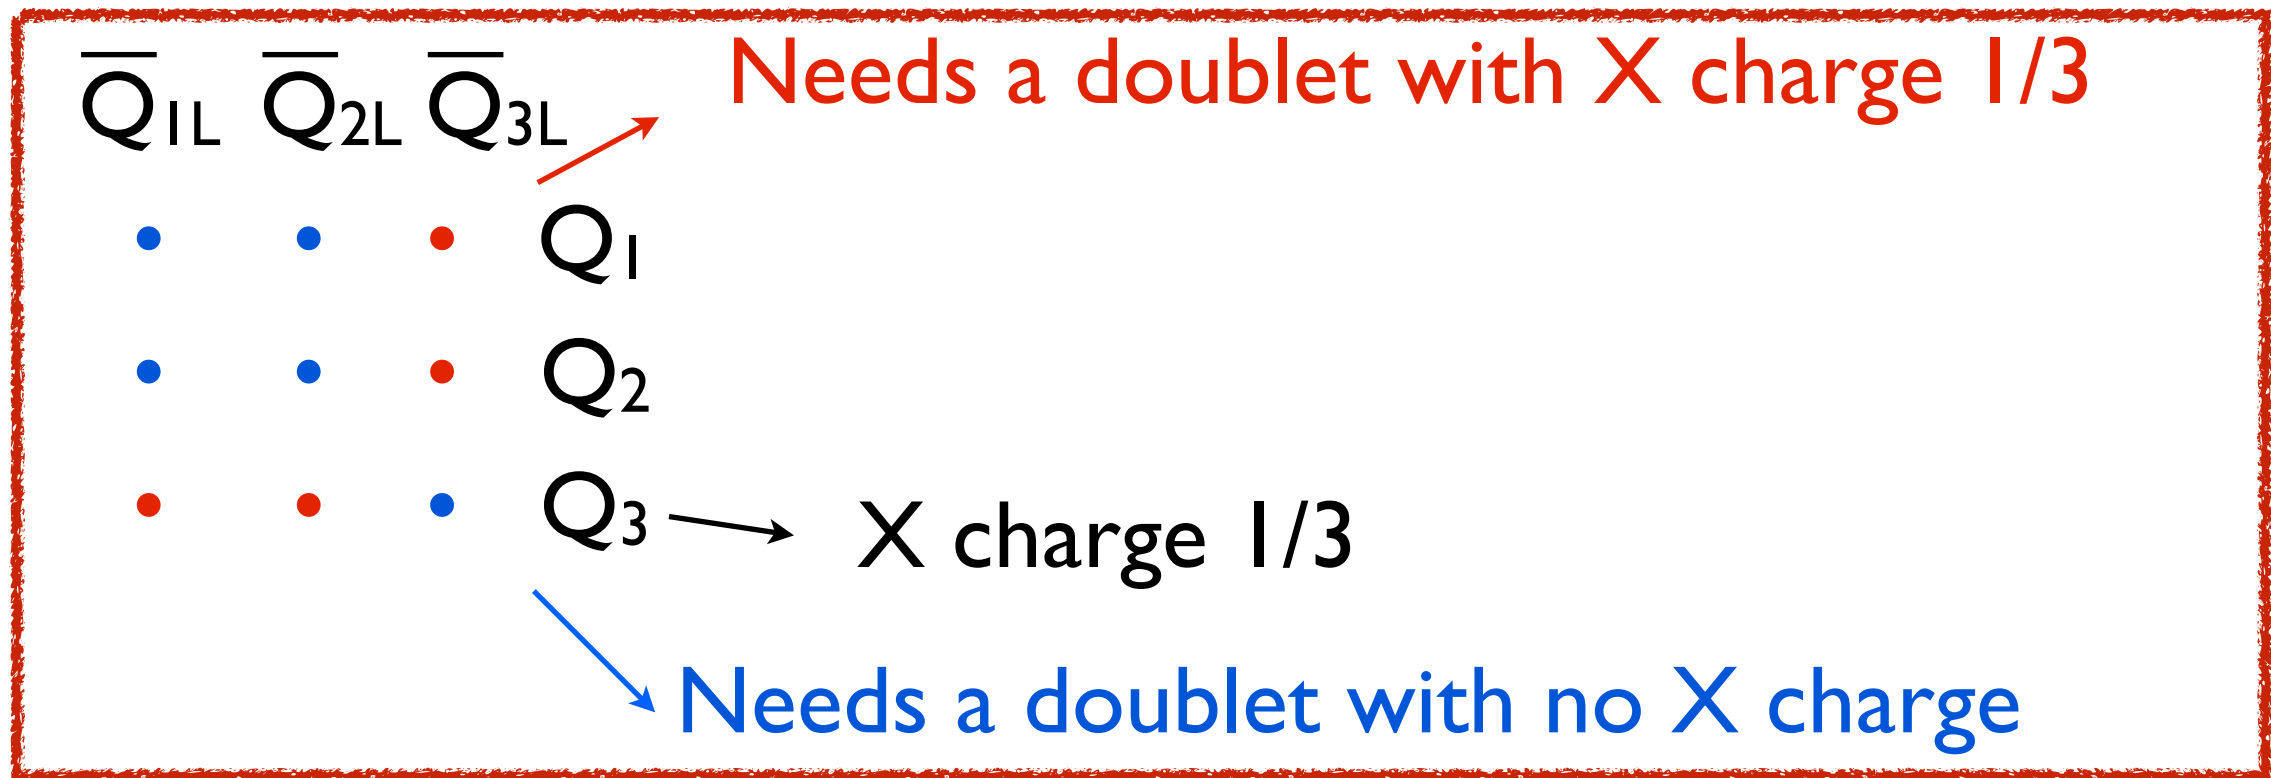 Needs a doublet with X charge 1/3
Q̅1L Q̅2L Q̅3L
Q1
Q2
Q3
X charge 1/3
Needs a doublet with no X charge